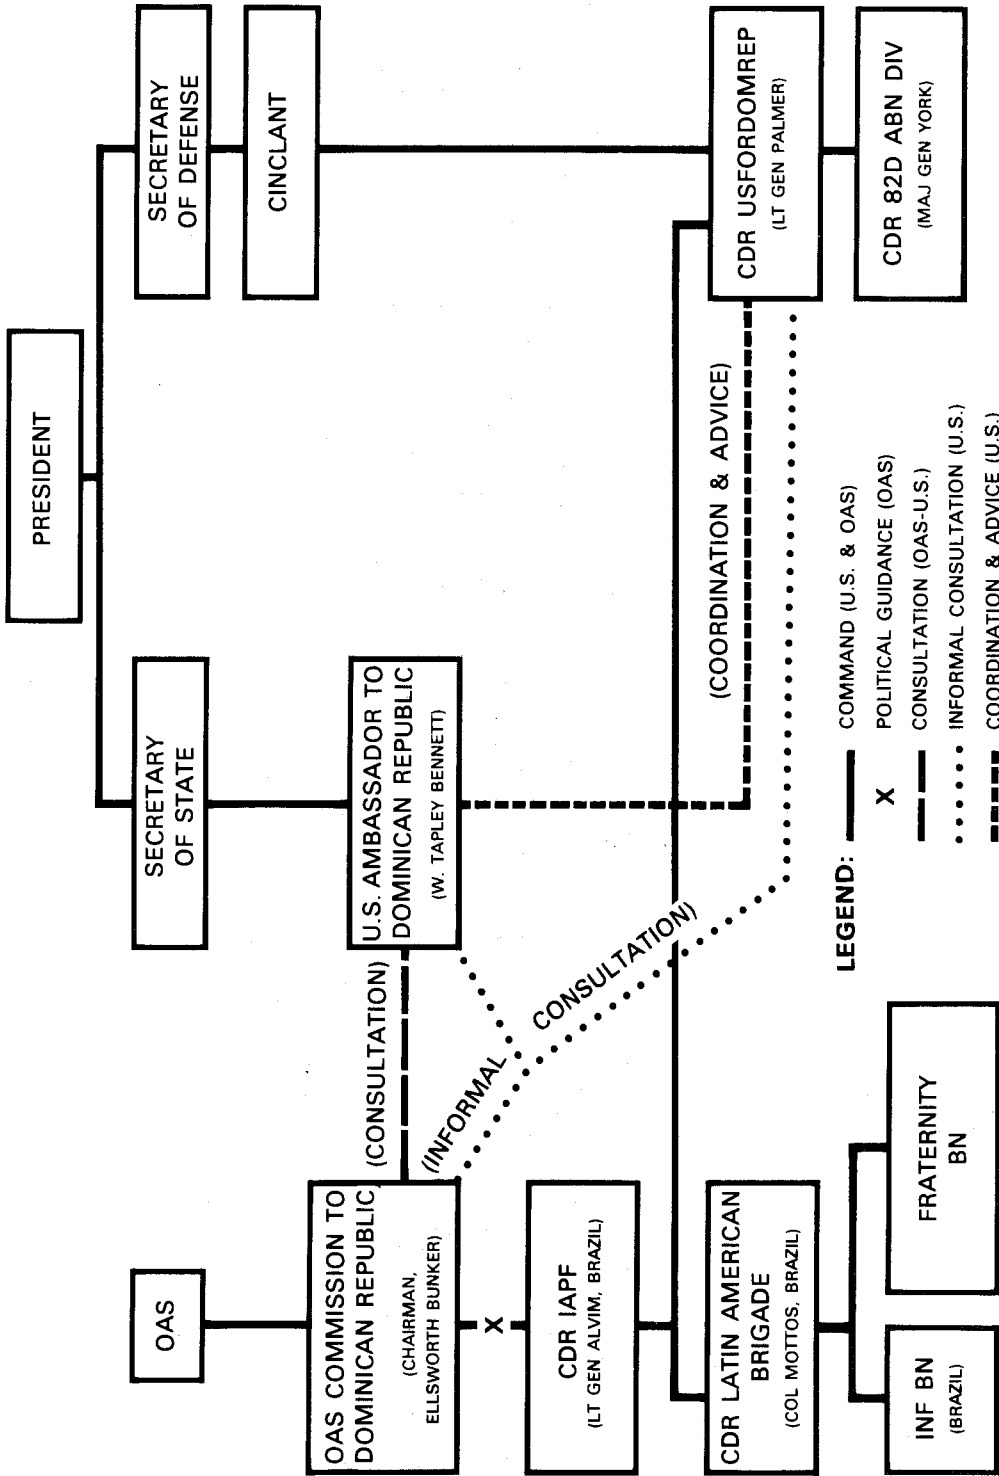 PRESIDENT
SECRETARY
OF STATE
SECRETARY
OF DEFENSE
CINCLANT
OAS
OAS COMMISSION TO
DOMINICAN REPUBLIC
(CHAIRMAN,
ELLSWORTH BUNKER)
(CONSULTATION)
U.S. AMBASSADOR TO
DOMINICAN REPUBLIC
(W. TAPLEY BENNETT)
(INFORMAL
CONSULTATION)
X
CDR IAPF
(LT GEN ALVIM, BRAZIL)
(COORDINATION & ADVICE)
CDR USFORDOMREP
(LT GEN PALMER)
CDR LATIN AMERICAN
BRIGADE
(COL MOTTOS, BRAZIL)
CDR 82D ABN DIV
(MAJ GEN YORK)
INF BN
(BRAZIL)
FRATERNITY
BN
LEGEND:
COMMAND (U.S. & OAS)
X POLITICAL GUIDANCE (OAS)
CONSULTATION (OAS-U.S.)
INFORMAL CONSULTATION (U.S.)
COORDINATION & ADVICE (U.S.)